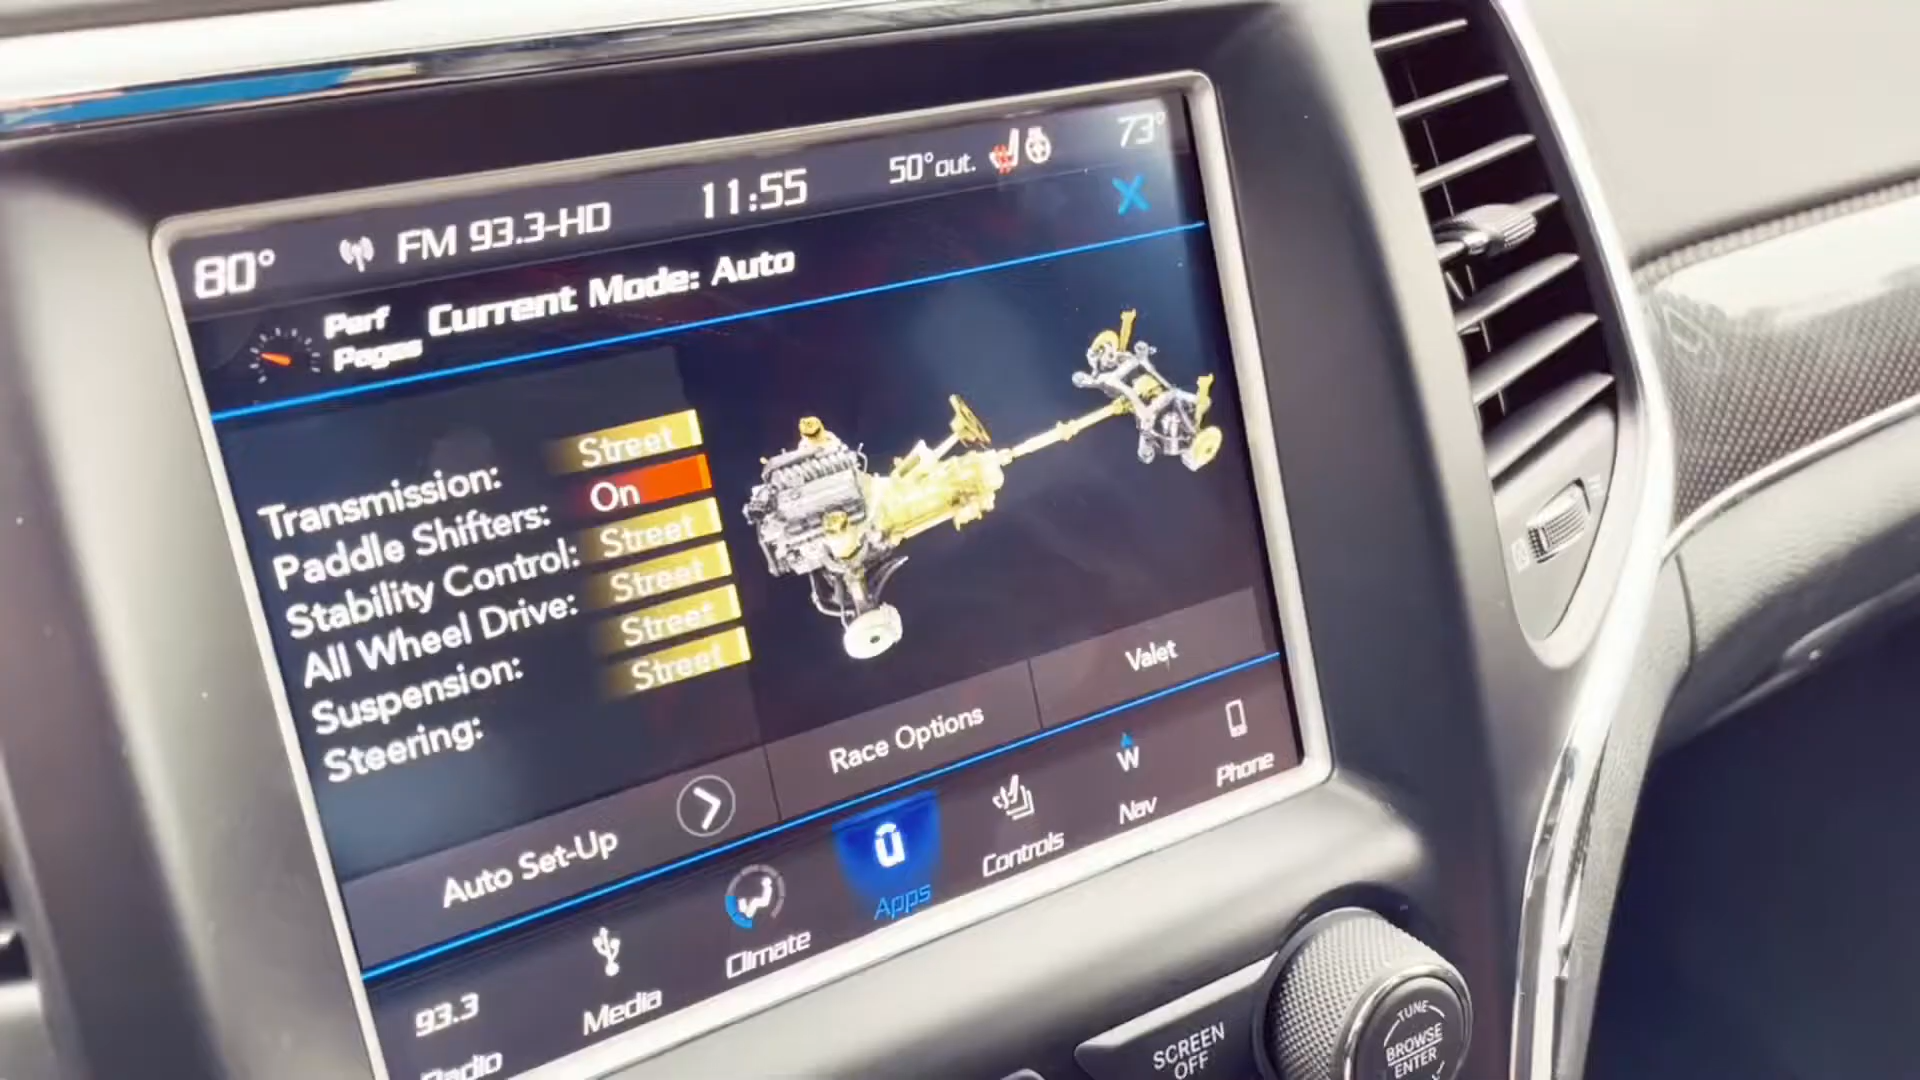 80° FM 93.3-HD 11:55 50° out. 73°
Perf
Pages
Current Mode: Auto
X
Transmission: Street
Paddle Shifters: On
Stability Control: Street
All Wheel Drive: Street
Suspension: Street
Steering: Street
Auto Set-Up Race Options Valet
93.3
Radio
Media
Climate
Apps
Controls
W
Nav
Phone
SCREEN
OFF
TUNE
BROWSE
ENTER